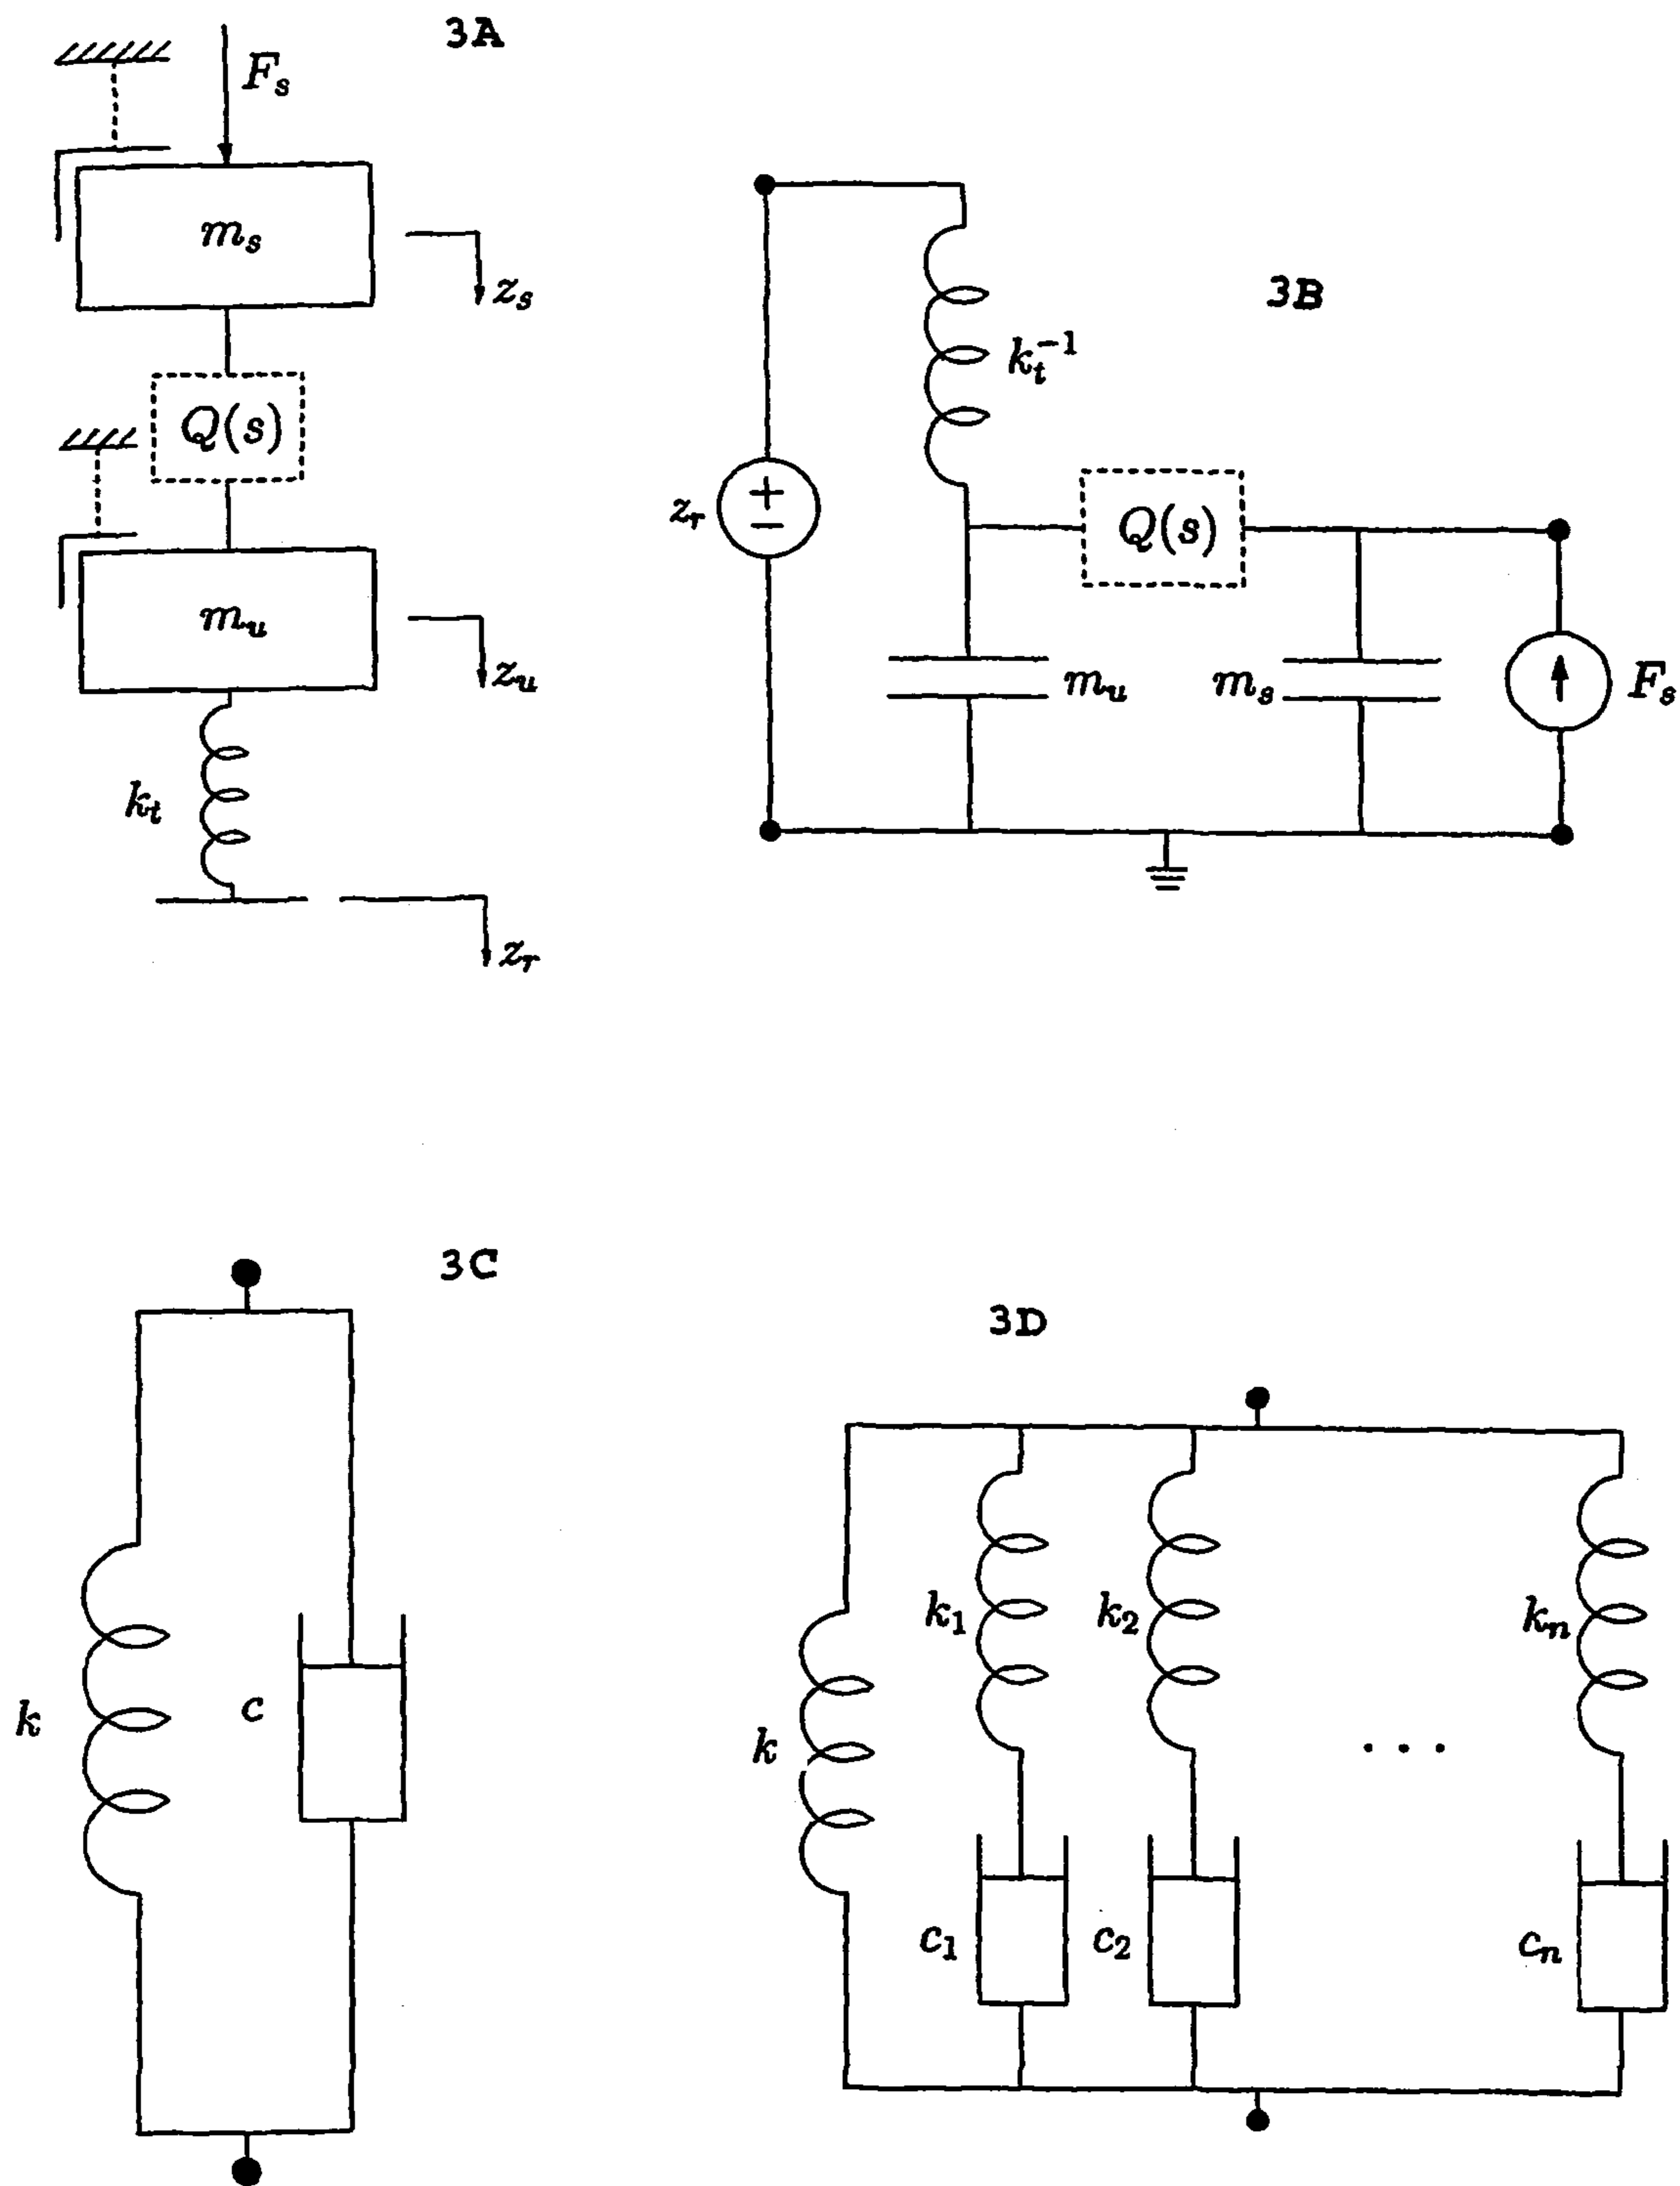 3A
F_s
m_s
z_s
Q(s)
m_u
z_u
k_t
z_r
3B
k_t^{-1}
z_r
+
−
Q(s)
m_u
m_s
F_s
3C
k
c
3D
k
k_1
k_2
k_n
. . .
c_1
c_2
c_n